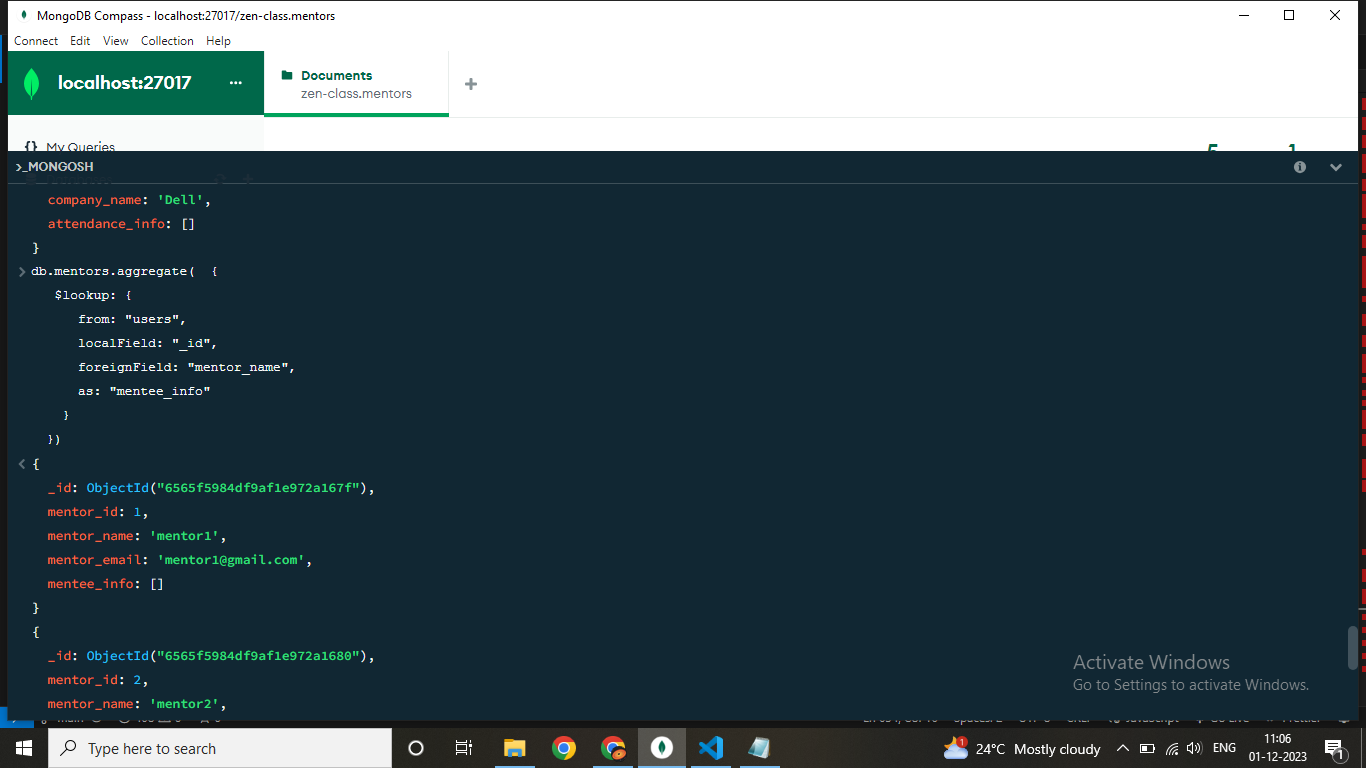 MongoDB Compass - localhost:27017/zen-class.mentors
Connect Edit View Collection Help
localhost:27017 ...
Documents
zen-class.mentors
+
{} My Queries
5 1
>_MONGOSH
company_name: 'Dell',
attendance_info: []
}
> db.mentors.aggregate(  {
$lookup: {
from: "users",
localField: "_id",
foreignField: "mentor_name",
as: "mentee_info"
}
})
< {
_id: ObjectId("6565f5984df9af1e972a167f"),
mentor_id: 1,
mentor_name: 'mentor1',
mentor_email: 'mentor1@gmail.com',
mentee_info: []
}
{
_id: ObjectId("6565f5984df9af1e972a1680"),
mentor_id: 2,
mentor_name: 'mentor2',
Activate Windows
Go to Settings to activate Windows.
Type here to search
1 24°C Mostly cloudy ENG 11:06 1
01-12-2023